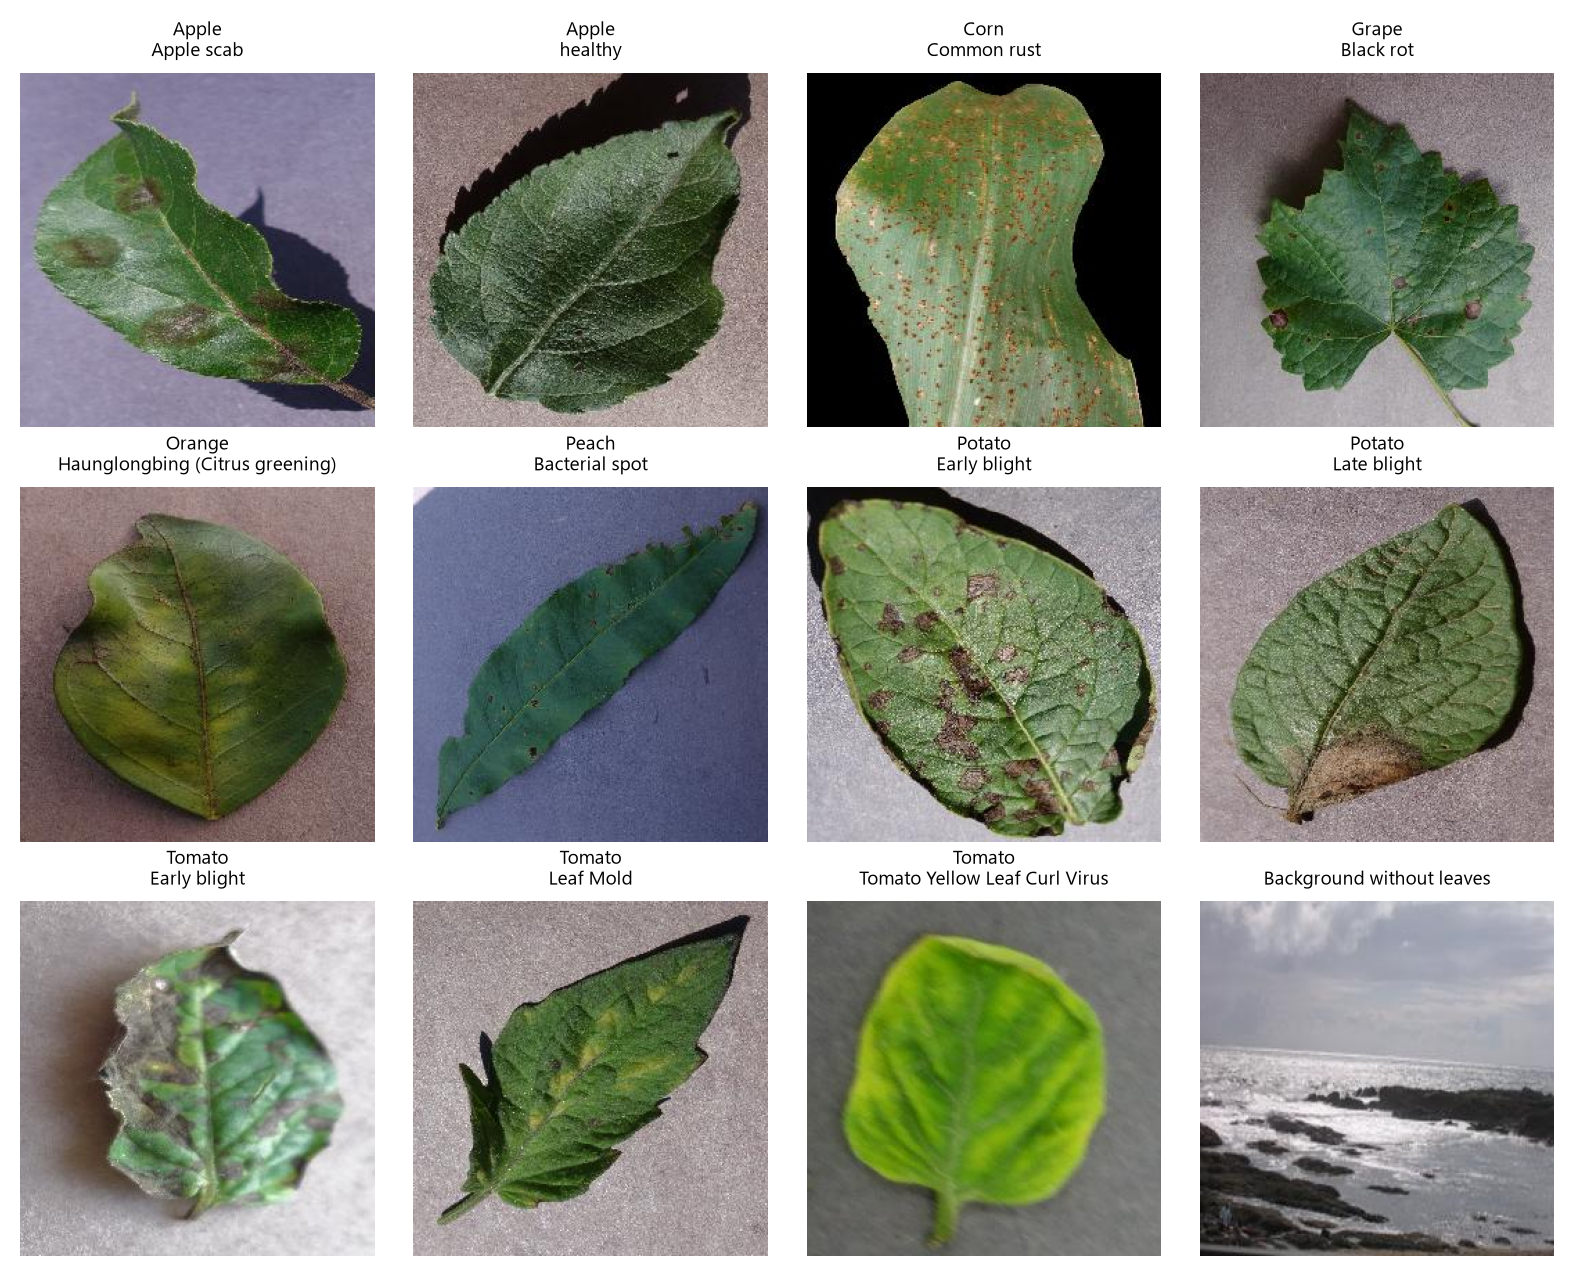 Apple
Apple scab
Apple
healthy
Corn
Common rust
Grape
Black rot
Orange
Haunglongbing (Citrus greening)
Peach
Bacterial spot
Potato
Early blight
Potato
Late blight
Tomato
Early blight
Tomato
Leaf Mold
Tomato
Tomato Yellow Leaf Curl Virus
Background without leaves